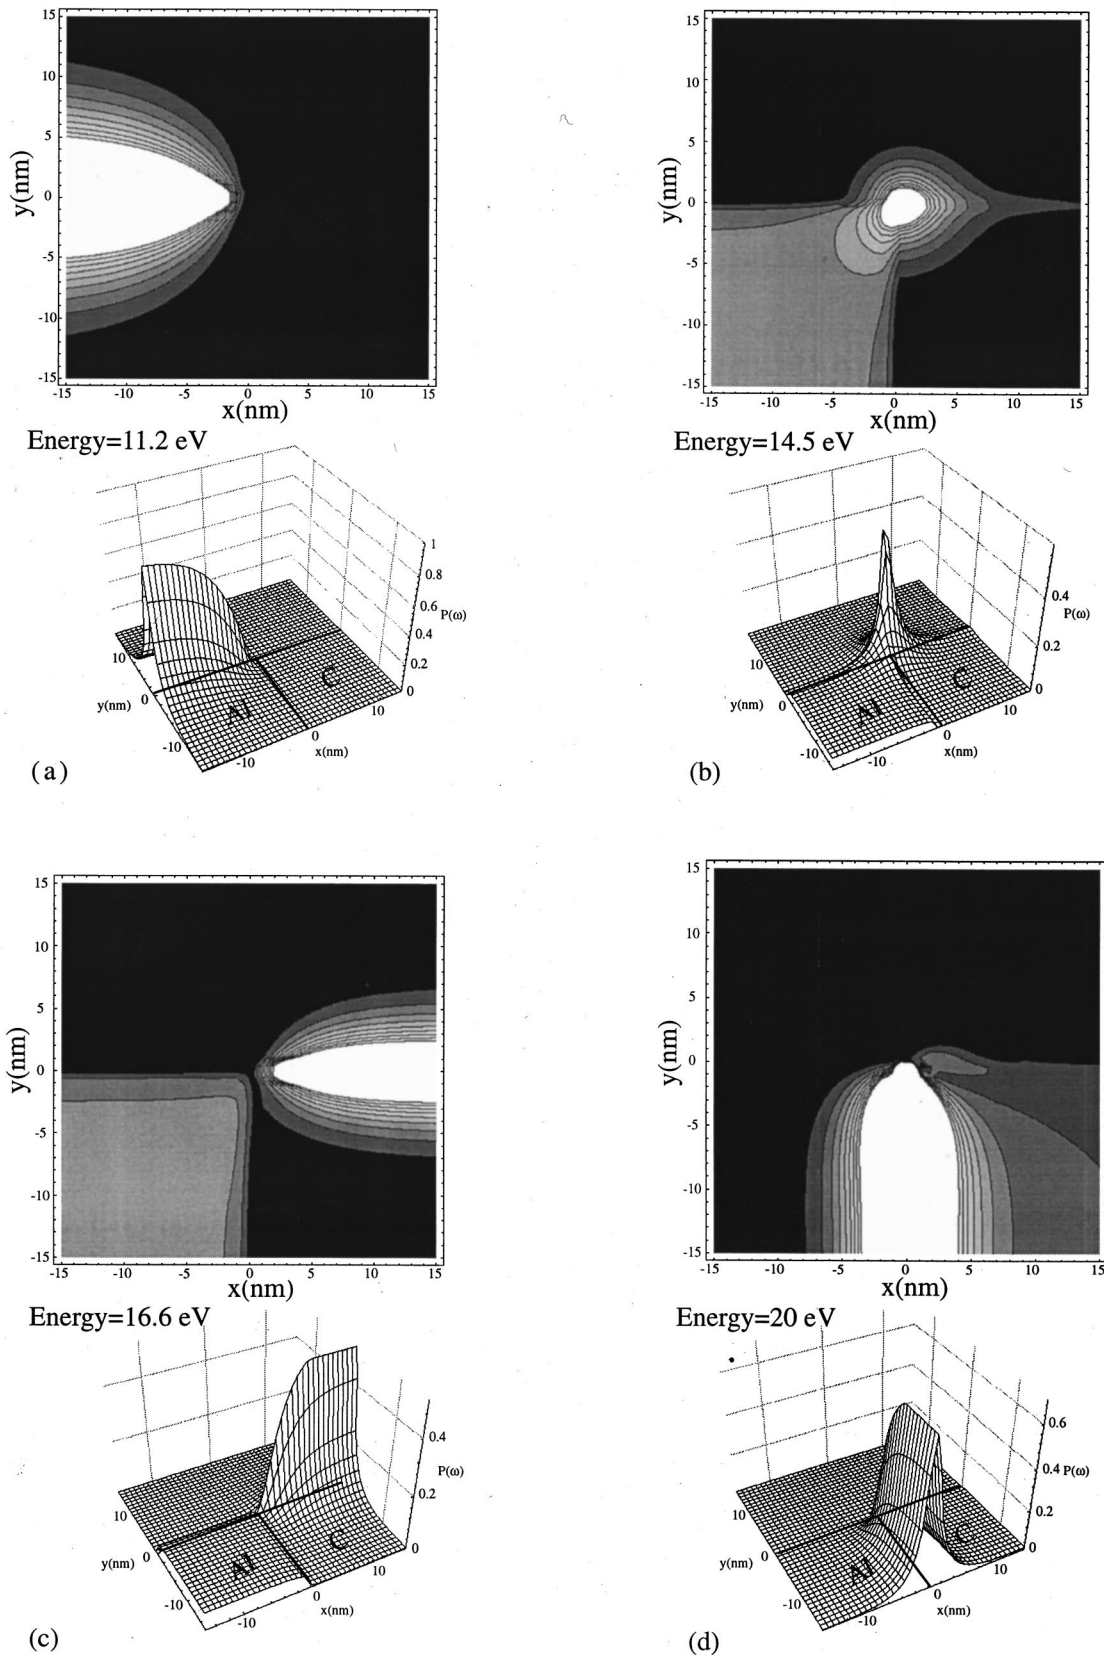 15
10
5
0
-5
-10
-15
y(nm)
-15 -10 -5 0 5 10 15
x(nm)
Energy=11.2 eV
1
0.8
0.6
0.4
0.2
0
P(ω)
10
0
-10
y(nm)
-10 0 10
x(nm)
Al
C
(a)
15
10
5
0
-5
-10
-15
y(nm)
-15 -10 -5 0 5 10 15
x(nm)
Energy=14.5 eV
0.4
0.2
0
P(ω)
10
0
-10
y(nm)
-10 0 10
x(nm)
Al
C
(b)
15
10
5
0
-5
-10
-15
y(nm)
-15 -10 -5 0 5 10 15
x(nm)
Energy=16.6 eV
0.4
0.2
0
P(ω)
10
0
-10
y(nm)
-10 0 10
x(nm)
Al
C
(c)
15
10
5
0
-5
-10
-15
y(nm)
-15 -10 -5 0 5 10 15
x(nm)
Energy=20 eV
0.6
0.4
0.2
0
P(ω)
10
0
-10
y(nm)
-10 0 10
x(nm)
Al
C
(d)